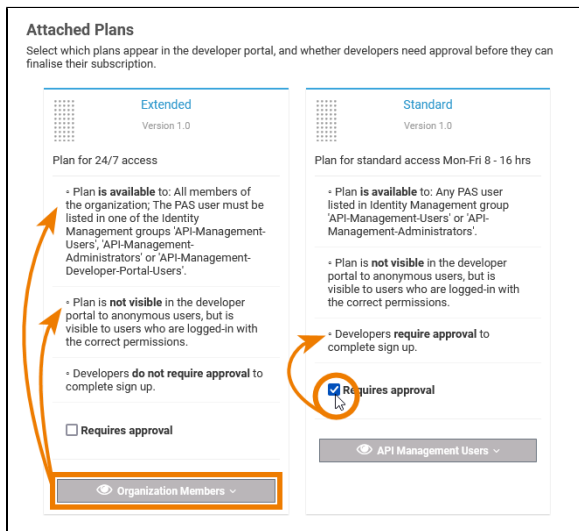 Attached Plans
Select which plans appear in the developer portal, and whether developers need approval before they can
finalise their subscription.
Extended
Version 1.0
Plan for 24/7 access
◦ Plan is available to: All members of
the organization; The PAS user must be
listed in one of the Identity
Management groups 'API-Management-
Users', 'API-Management-
Administrators' or 'API-Management-
Developer-Portal-Users'.
◦ Plan is not visible in the developer
portal to anonymous users, but is
visible to users who are logged-in with
the correct permissions.
◦ Developers do not require approval to
complete sign up.
Requires approval
Organization Members
Standard
Version 1.0
Plan for standard access Mon-Fri 8 - 16 hrs
◦ Plan is available to: Any PAS user
listed in Identity Management group
'API-Management-Users' or 'API-
Management-Administrators'.
◦ Plan is not visible in the developer
portal to anonymous users, but is
visible to users who are logged-in with
the correct permissions.
◦ Developers require approval to
complete sign up.
Requires approval
API Management Users